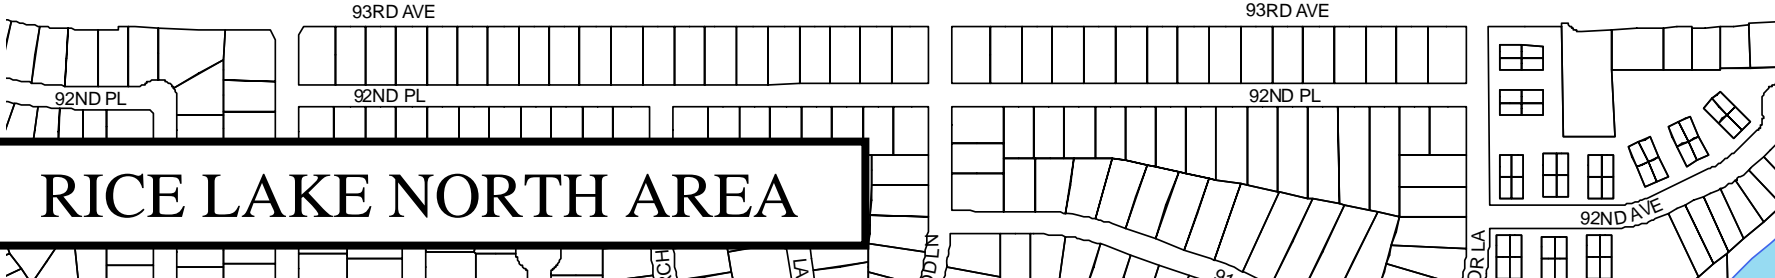 93RD AVE
93RD AVE
92ND PL
92ND PL
92ND PL
RICE LAKE NORTH AREA
92ND AVE